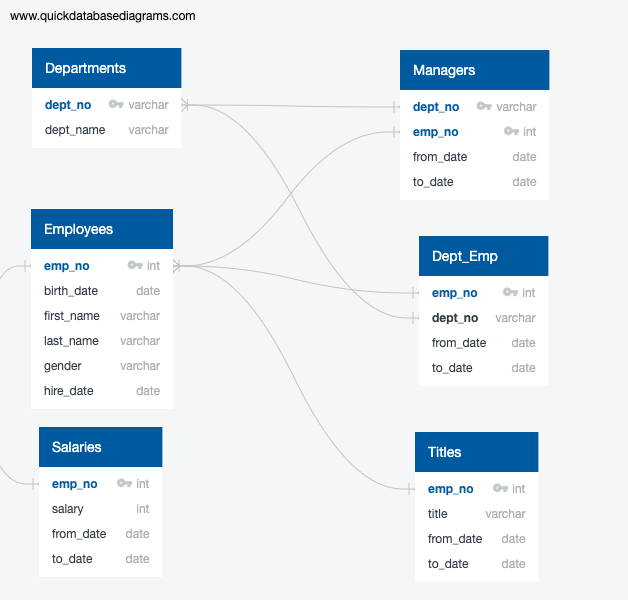 www.quickdatabasediagrams.com
Departments
dept_no varchar
dept_name varchar
Managers
dept_no varchar
emp_no int
from_date date
to_date date
Employees
emp_no int
birth_date date
first_name varchar
last_name varchar
gender varchar
hire_date date
Dept_Emp
emp_no int
dept_no varchar
from_date date
to_date date
Salaries
emp_no int
salary int
from_date date
to_date date
Titles
emp_no int
title varchar
from_date date
to_date date